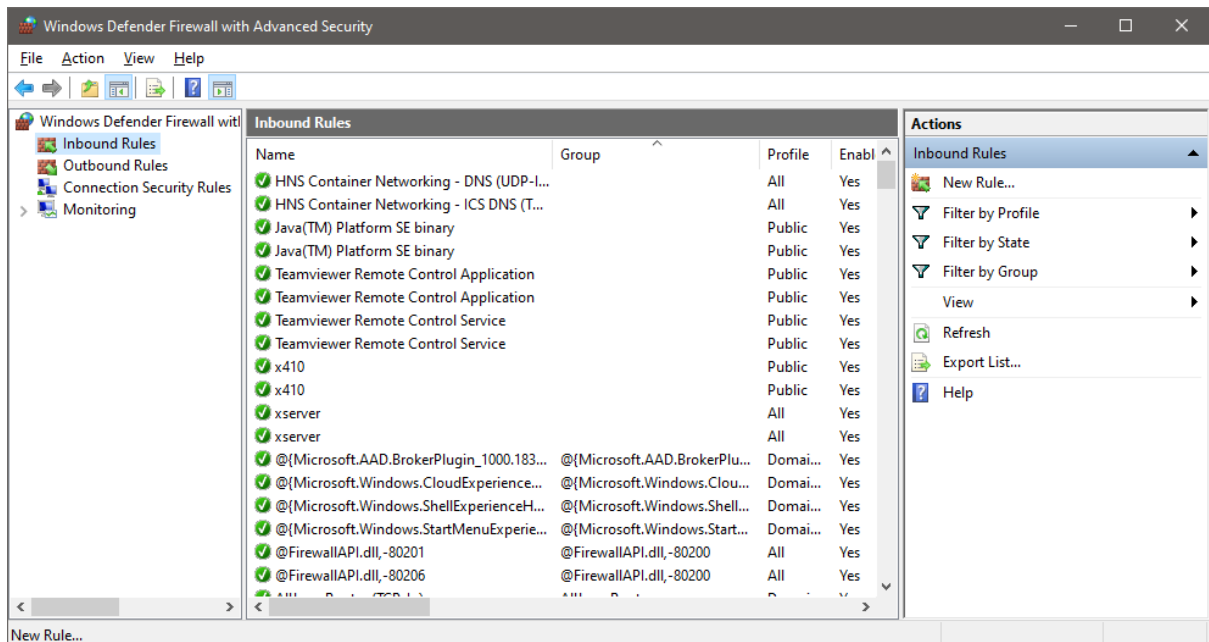 Windows Defender Firewall with Advanced Security
File Action View Help
Windows Defender Firewall witl
Inbound Rules
Outbound Rules
Connection Security Rules
Monitoring
Inbound Rules
Name Group Profile Enabl
HNS Container Networking - DNS (UDP-I... All Yes
HNS Container Networking - ICS DNS (T... All Yes
Java(TM) Platform SE binary Public Yes
Java(TM) Platform SE binary Public Yes
Teamviewer Remote Control Application Public Yes
Teamviewer Remote Control Application Public Yes
Teamviewer Remote Control Service Public Yes
Teamviewer Remote Control Service Public Yes
x410 Public Yes
x410 Public Yes
xserver All Yes
xserver All Yes
@{Microsoft.AAD.BrokerPlugin_1000.183... @{Microsoft.AAD.BrokerPlu... Domai... Yes
@{Microsoft.Windows.CloudExperience... @{Microsoft.Windows.Clou... Domai... Yes
@{Microsoft.Windows.ShellExperienceH... @{Microsoft.Windows.Shell... Domai... Yes
@{Microsoft.Windows.StartMenuExperie... @{Microsoft.Windows.Start... Domai... Yes
@FirewallAPI.dll,-80201 @FirewallAPI.dll,-80200 All Yes
@FirewallAPI.dll,-80206 @FirewallAPI.dll,-80200 All Yes
Actions
Inbound Rules
New Rule...
Filter by Profile
Filter by State
Filter by Group
View
Refresh
Export List...
Help
New Rule...